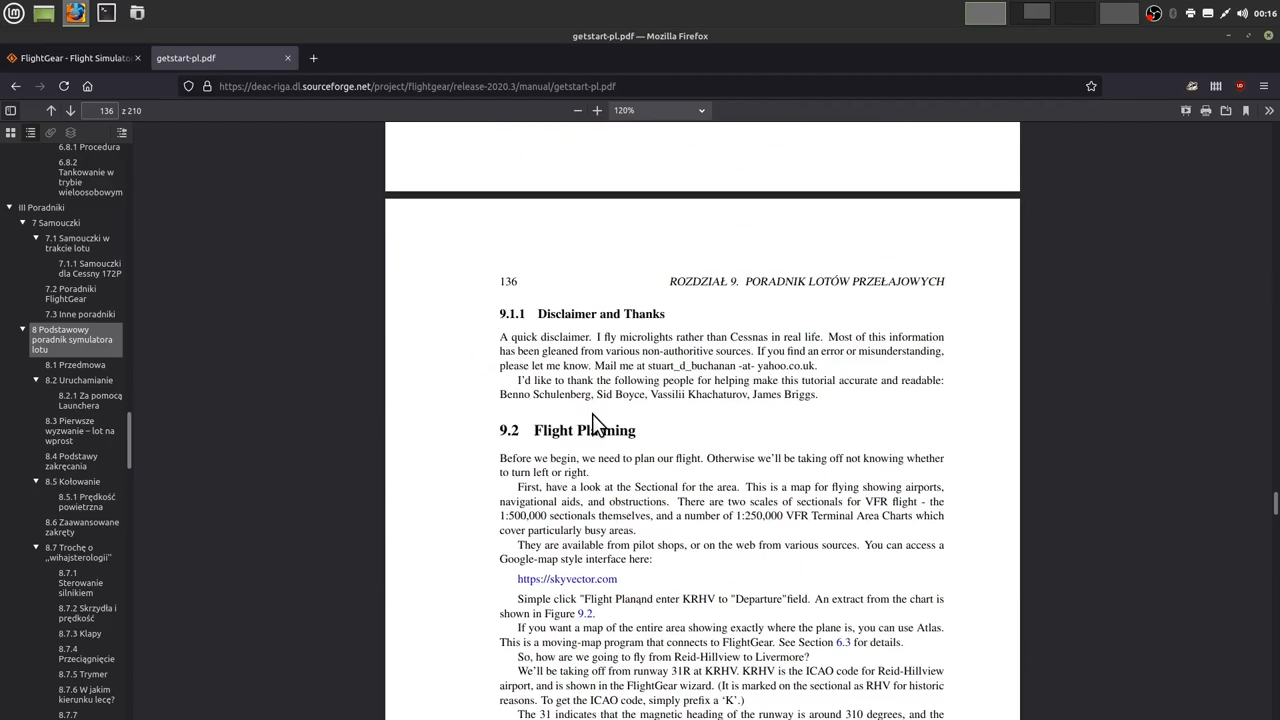 00:16
getstart-pl.pdf — Mozilla Firefox
FlightGear - Flight Simulato
getstart-pl.pdf
https://deac-riga.dl.sourceforge.net/project/flightgear/release-2020.3/manual/getstart-pl.pdf
136 z 210
120%
6.8.1 Procedura
6.8.2
Tankowanie w
trybie
wieloosobowym
III Poradniki
7 Samouczki
7.1 Samouczki w
trakcie lotu
7.1.1 Samouczki
dla Cessny 172P
7.2 Poradniki
FlightGear
7.3 Inne poradniki
8 Podstawowy
poradnik symulatora
lotu
8.1 Przedmowa
8.2 Uruchamianie
8.2.1 Za pomocą
Launchera
8.3 Pierwsze
wyzwanie – lot na
wprost
8.4 Podstawy
zakręcania
8.5 Kołowanie
8.5.1 Prędkość
powietrzna
8.6 Zaawansowane
zakręty
8.7 Trochę o
„wihajsterologii”
8.7.1
Sterowanie
silnikiem
8.7.2 Skrzydła i
prędkość
8.7.3 Klapy
8.7.4
Przeciągnięcie
8.7.5 Trymer
8.7.6 W jakim
kierunku lecę?
8.7.7
136 ROZDZIAŁ 9. PORADNIK LOTÓW PRZEŁAJOWYCH
9.1.1 Disclaimer and Thanks
A quick disclaimer. I fly microlights rather than Cessnas in real life. Most of this information
has been gleaned from various non-authoritive sources. If you find an error or misunderstanding,
please let me know. Mail me at stuart_d_buchanan -at- yahoo.co.uk.
I’d like to thank the following people for helping make this tutorial accurate and readable:
Benno Schulenberg, Sid Boyce, Vassilii Khachaturov, James Briggs.
9.2 Flight Planning
Before we begin, we need to plan our flight. Otherwise we’ll be taking off not knowing whether
to turn left or right.
First, have a look at the Sectional for the area. This is a map for flying showing airports,
navigational aids, and obstructions. There are two scales of sectionals for VFR flight - the
1:500,000 sectionals themselves, and a number of 1:250,000 VFR Terminal Area Charts which
cover particularly busy areas.
They are available from pilot shops, or on the web from various sources. You can access a
Google-map style interface here:
https://skyvector.com
Simple click "Flight Planąnd enter KRHV to "Departure"field. An extract from the chart is
shown in Figure 9.2.
If you want a map of the entire area showing exactly where the plane is, you can use Atlas.
This is a moving-map program that connects to FlightGear. See Section 6.3 for details.
So, how are we going to fly from Reid-Hillview to Livermore?
We’ll be taking off from runway 31R at KRHV. KRHV is the ICAO code for Reid-Hillview
airport, and is shown in the FlightGear wizard. (It is marked on the sectional as RHV for historic
reasons. To get the ICAO code, simply prefix a ‘K’.)
The 31 indicates that the magnetic heading of the runway is around 310 degrees, and the